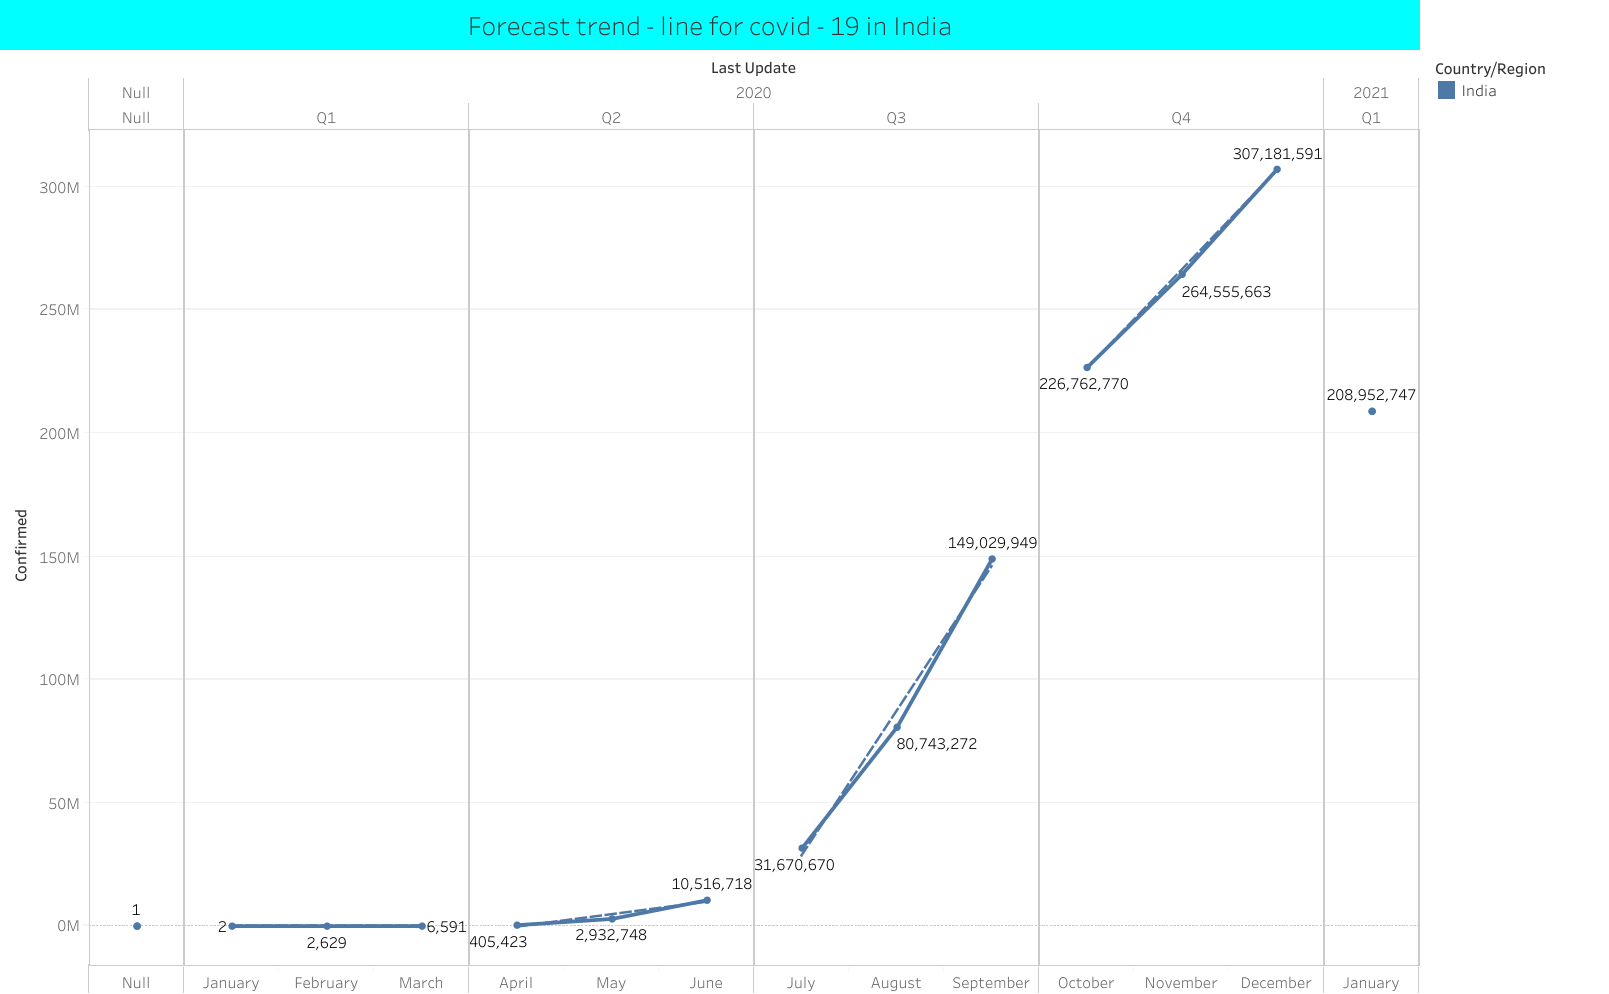 Forecast trend - line for covid - 19 in India
Last Update
Country/Region
India
Null 2020 2021
Null Q1 Q2 Q3 Q4 Q1
Confirmed
300M
250M
200M
150M
100M
50M
0M
307,181,591
264,555,663
226,762,770
208,952,747
149,029,949
80,743,272
31,670,670
10,516,718
1
2
6,591
2,629
405,423
2,932,748
Null January February March April May June July August September October November December January